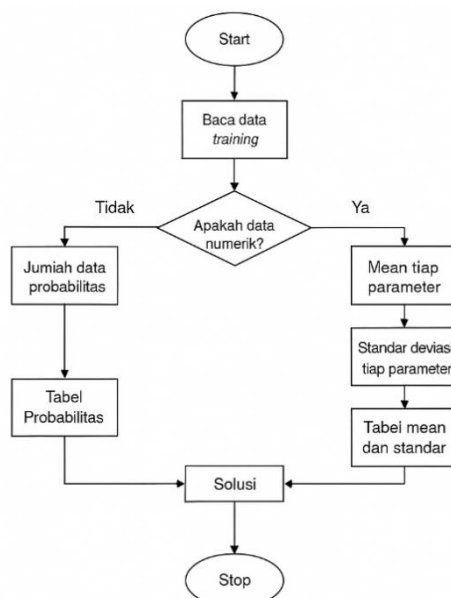 Start
Baca data
training
Apakah data
numerik?
Tidak
Ya
Jumiah data
probabilitas
Mean tiap
parameter
Standar deviasi
tiap parameter
Tabel
Probabilitas
Tabei mean
dan standar
Solusi
Stop